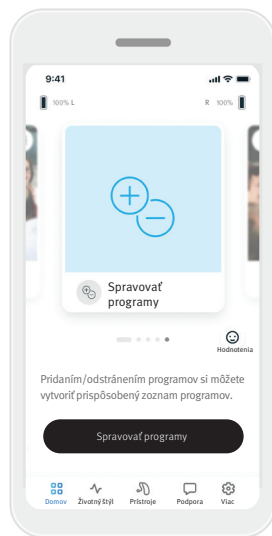 9:41
100% L
R 100%
Spravovať
programy
Hodnotenia
Pridaním/odstránením programov si môžete
vytvoriť prispôsobený zoznam programov.
Spravovať programy
Domov Životný štýl Prístroje Podpora Viac